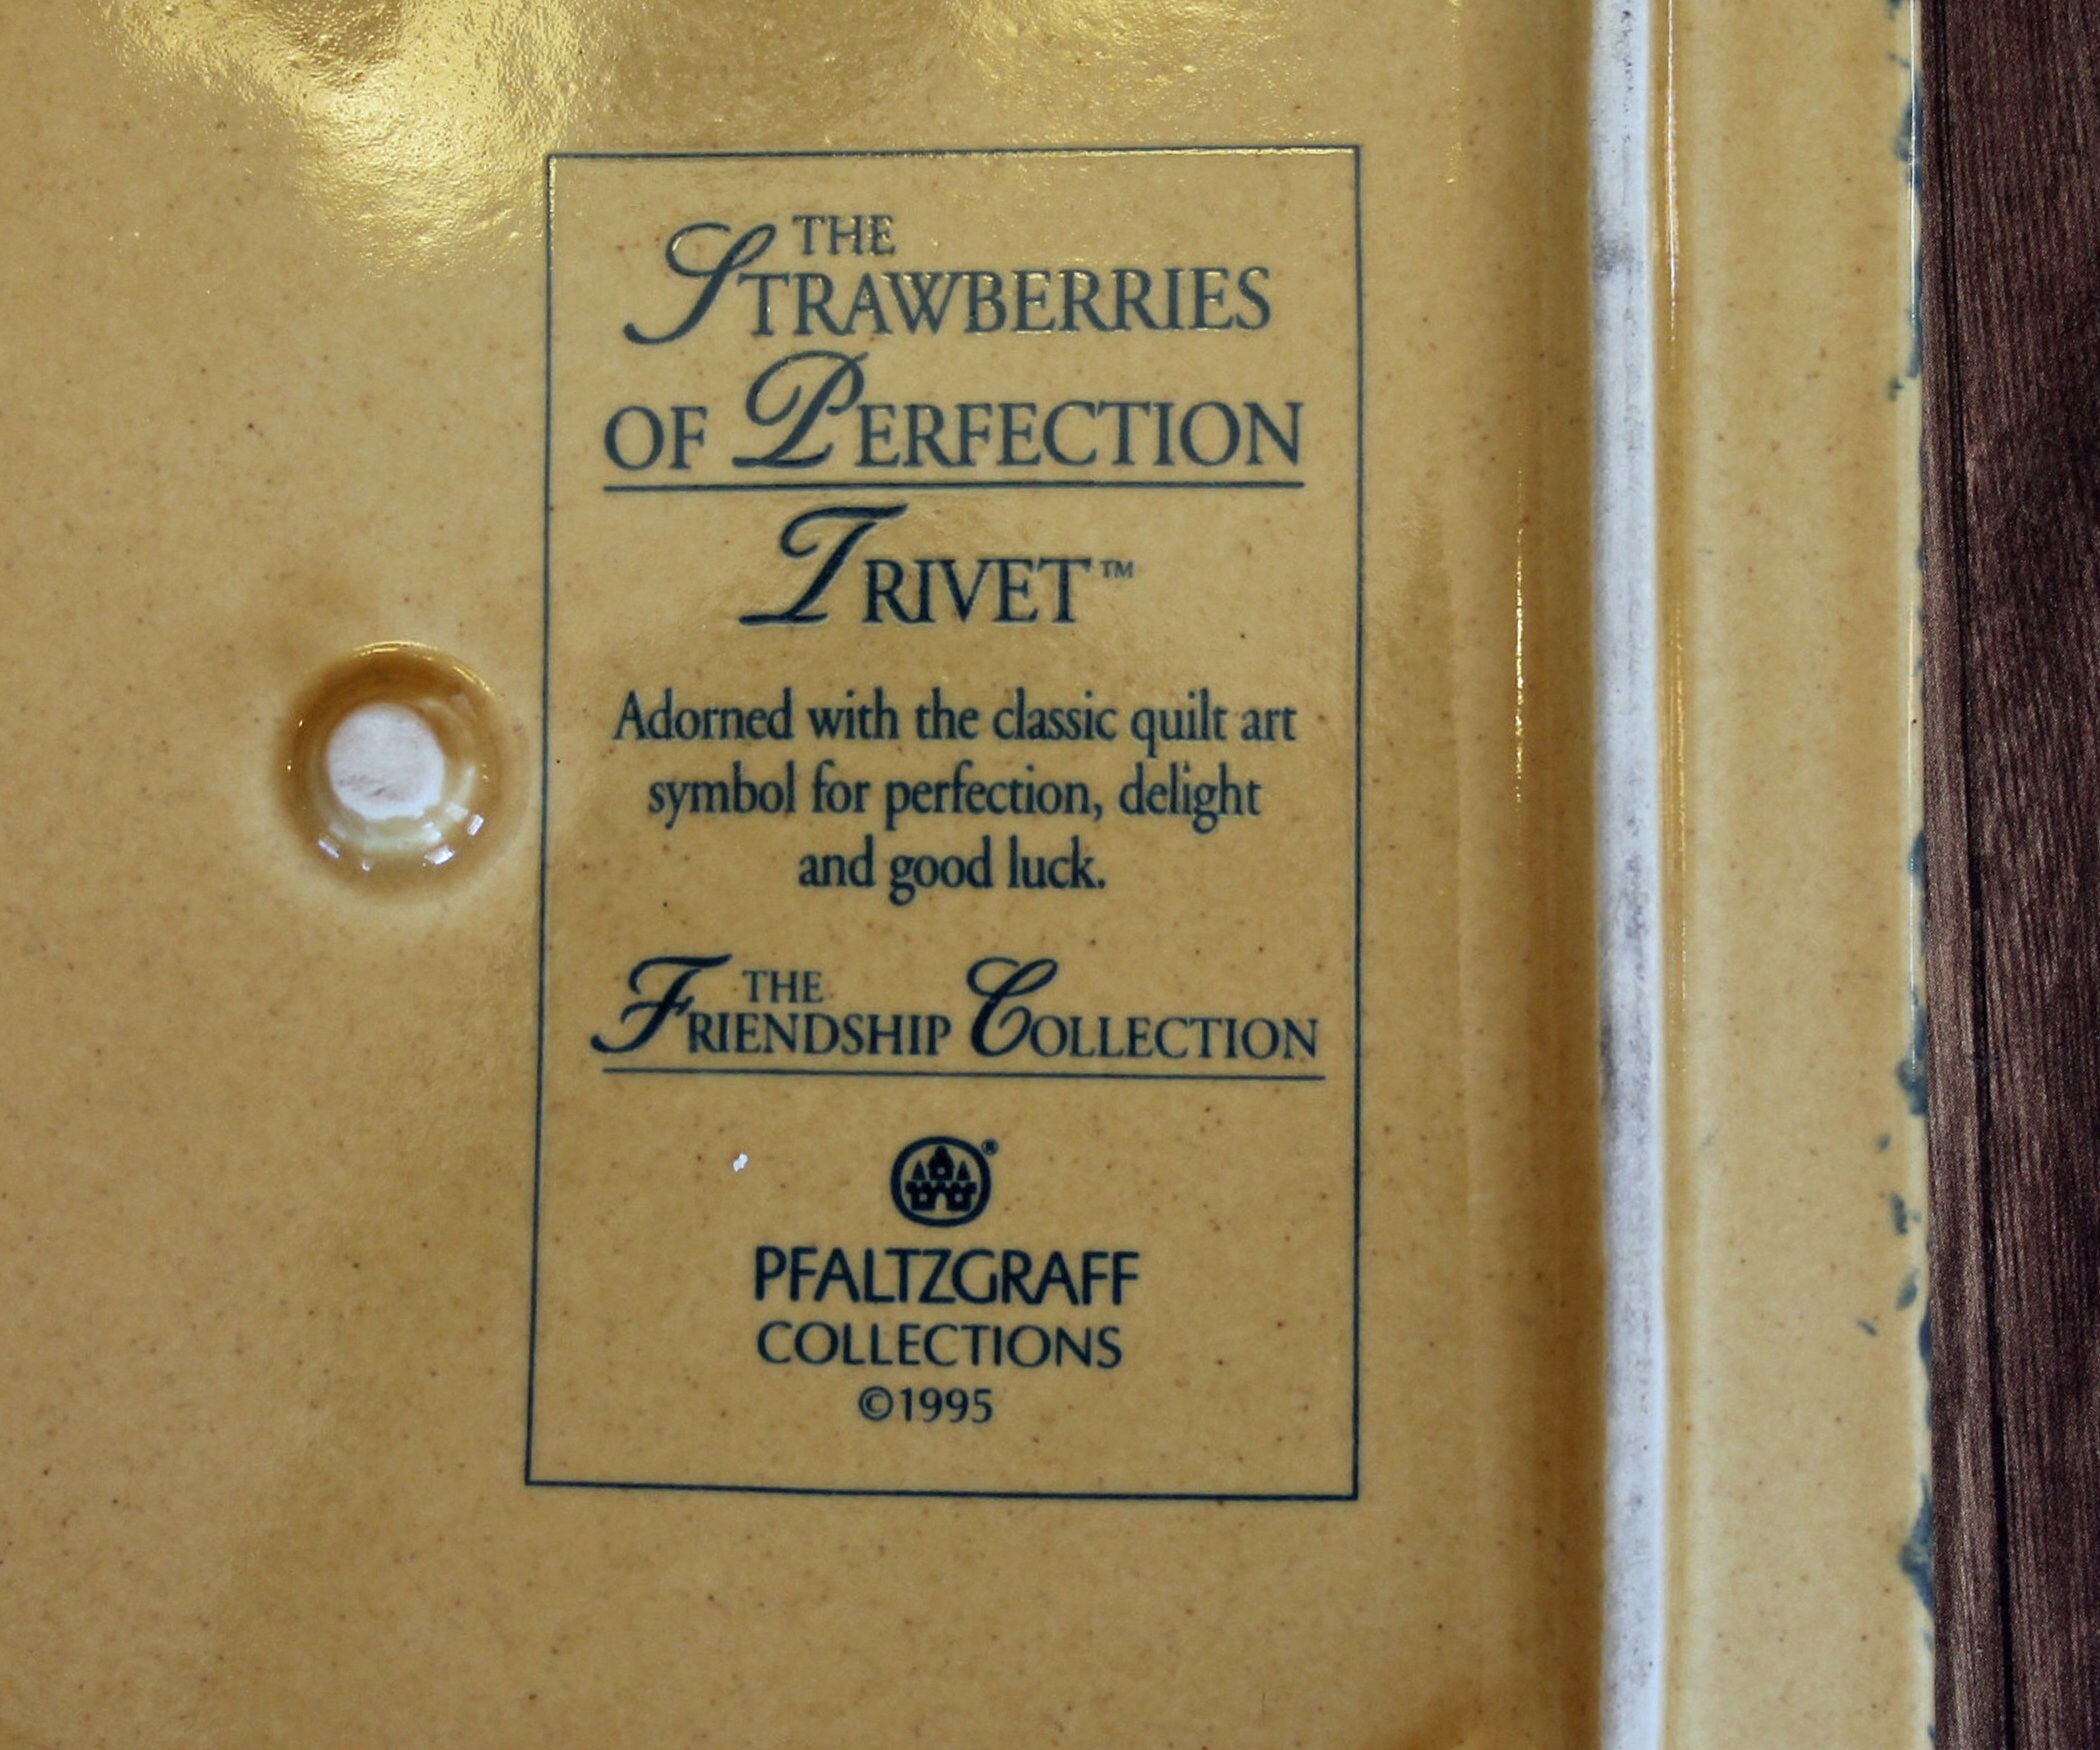 THE
STRAWBERRIES
OF PERFECTION
TRIVET™
Adorned with the classic quilt art
symbol for perfection, delight
and good luck.
THE
FRIENDSHIP COLLECTION
®
PFALTZGRAFF
COLLECTIONS
©1995